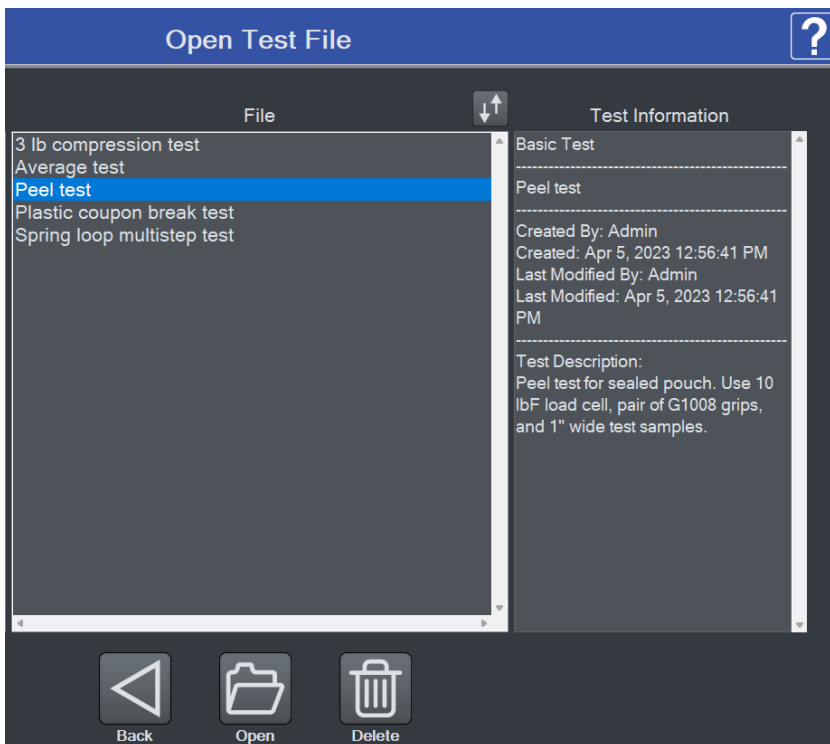 Open Test File
?
File
Test Information
3 lb compression test
Average test
Peel test
Plastic coupon break test
Spring loop multistep test
Basic Test
--------------------------------------------------
Peel test
--------------------------------------------------
Created By: Admin
Created: Apr 5, 2023 12:56:41 PM
Last Modified By: Admin
Last Modified: Apr 5, 2023 12:56:41
PM
--------------------------------------------------
Test Description:
Peel test for sealed pouch. Use 10
lbF load cell, pair of G1008 grips,
and 1" wide test samples.
Back
Open
Delete